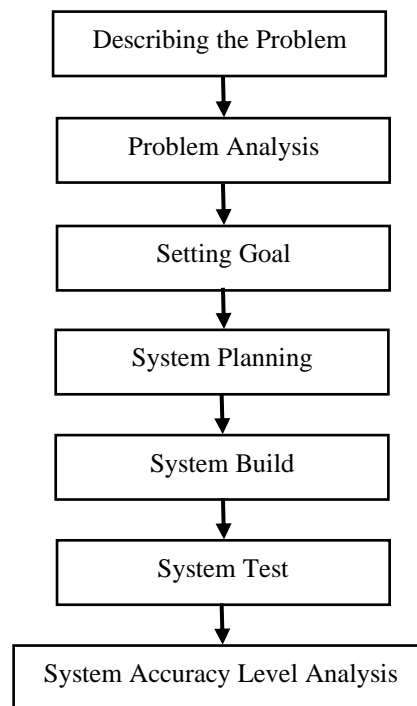 Describing the Problem
Problem Analysis
Setting Goal
System Planning
System Build
System Test
System Accuracy Level Analysis